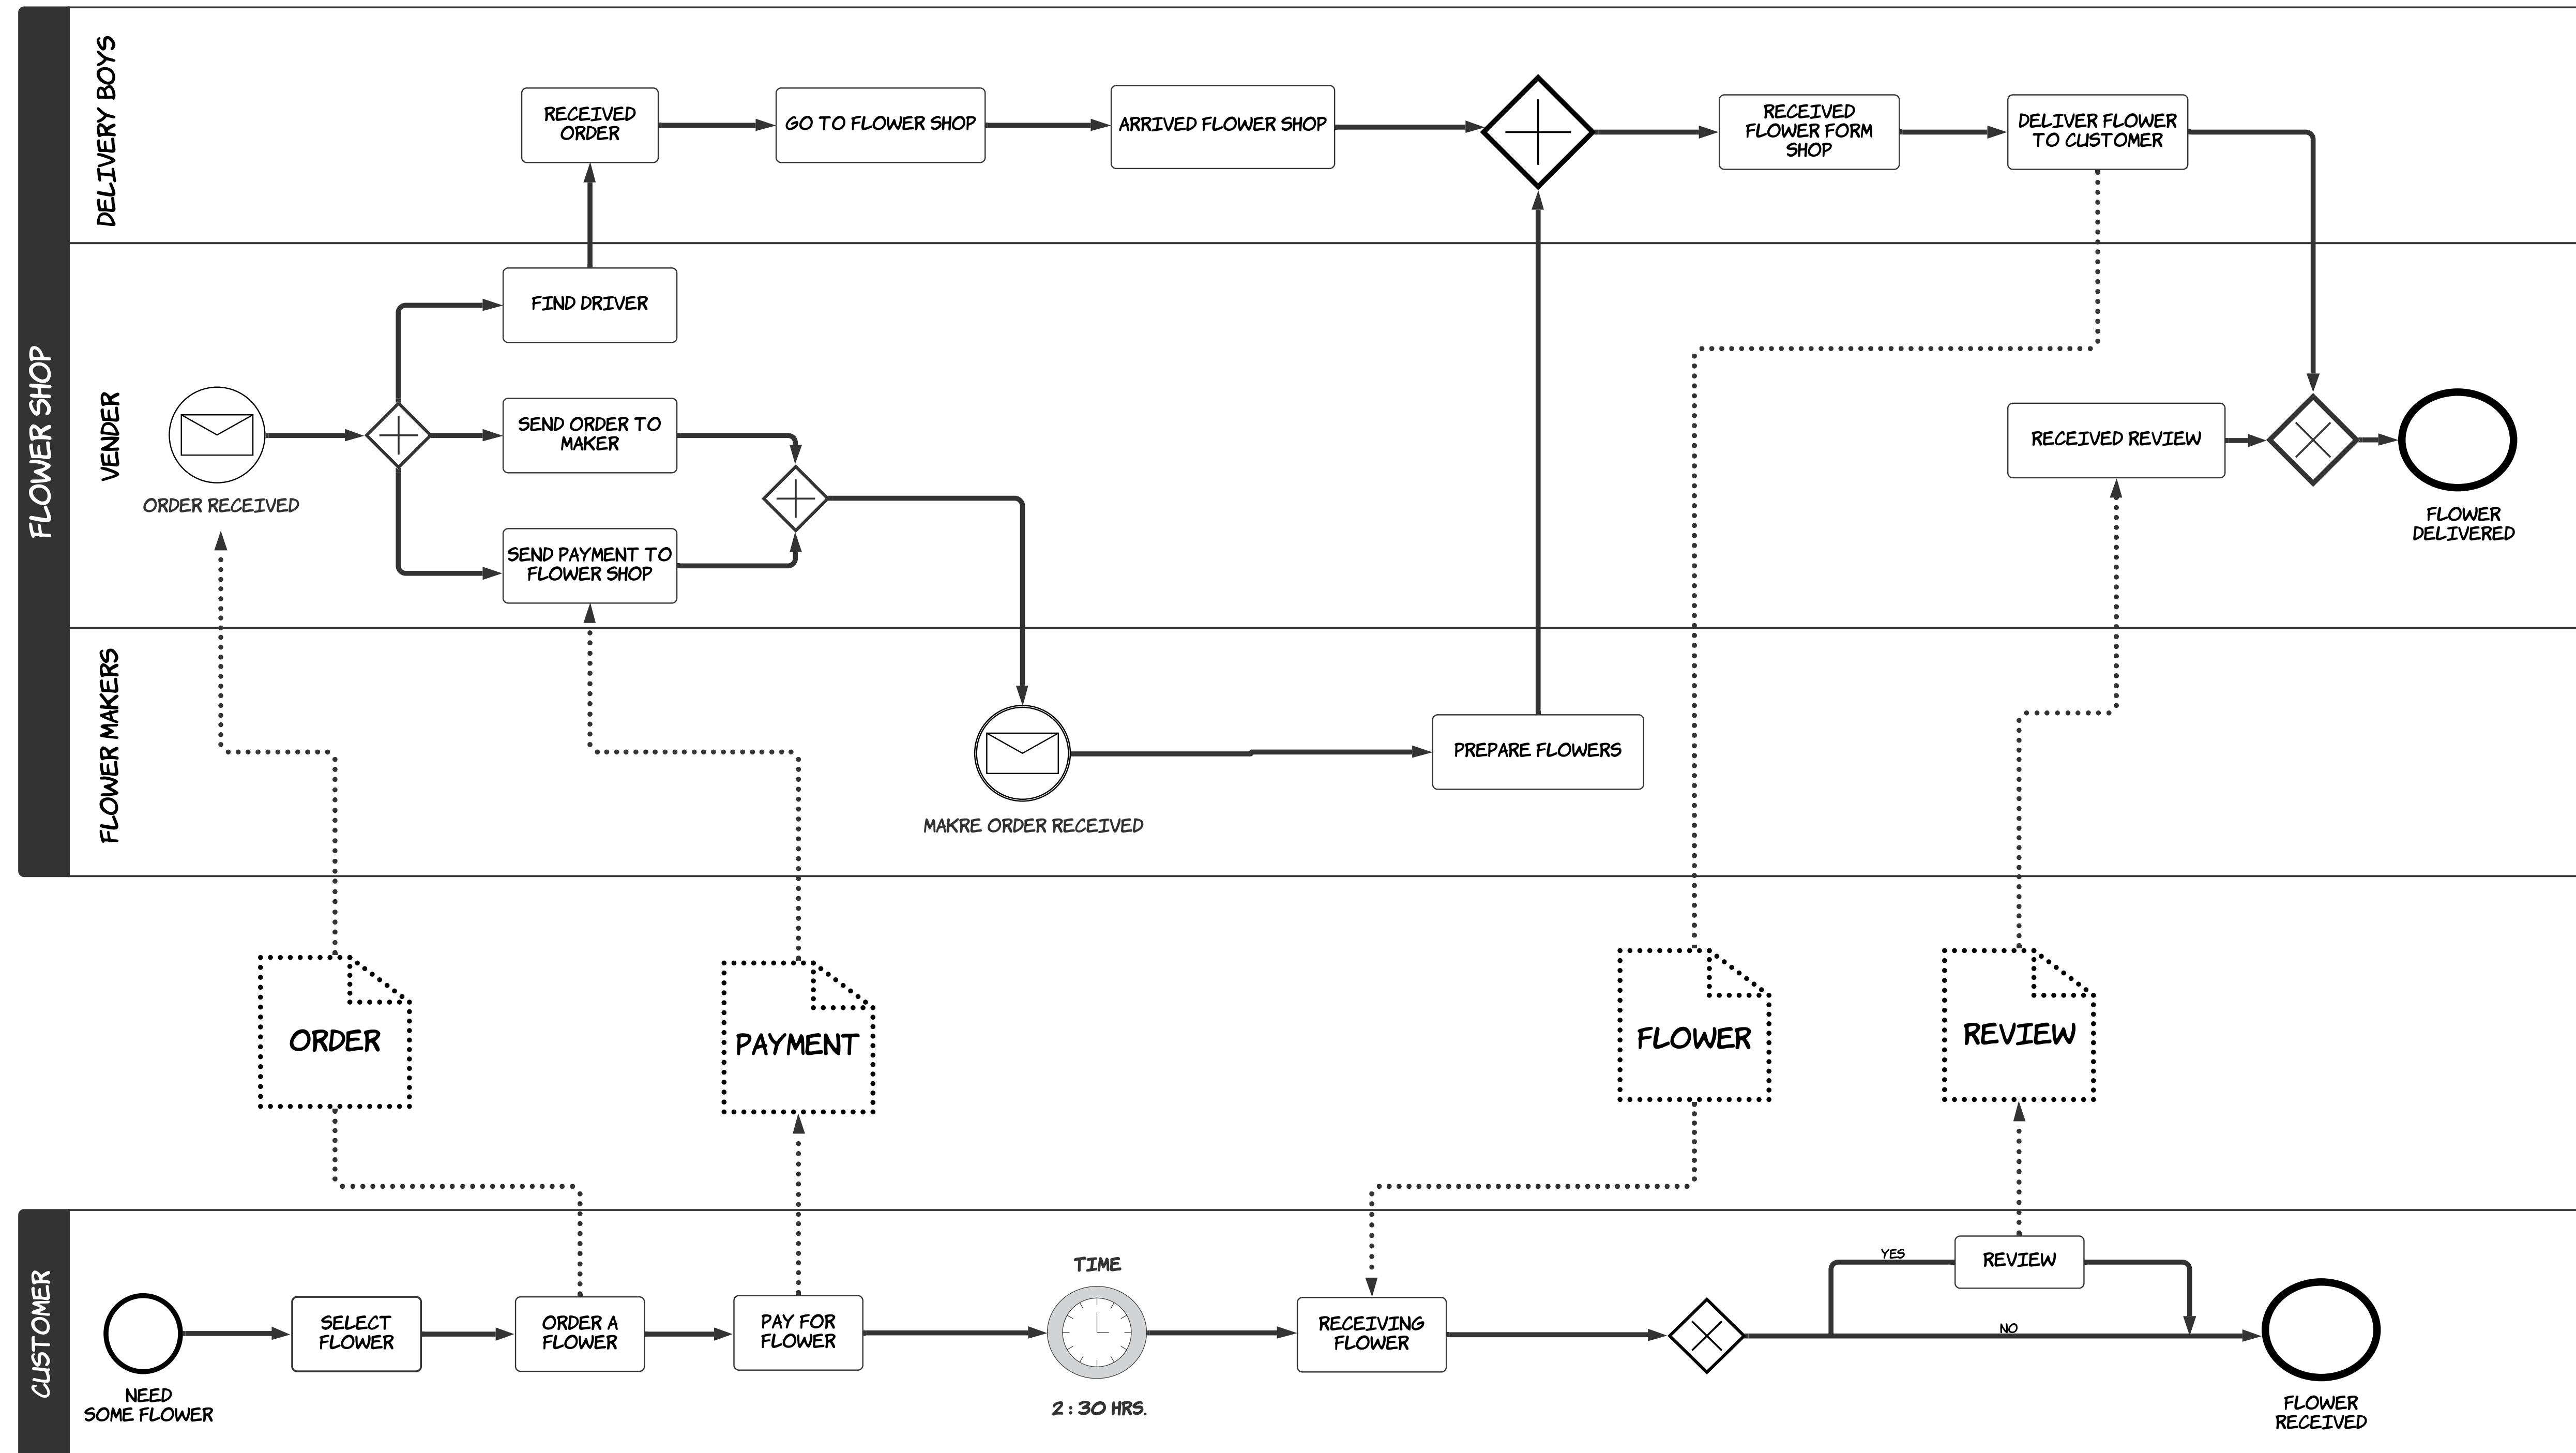 FLOWER SHOP
DELIVERY BOYS
RECEIVED
ORDER
GO TO FLOWER SHOP
ARRIVED FLOWER SHOP
RECEIVED
FLOWER FORM
SHOP
DELIVER FLOWER
TO CUSTOMER
VENDER
ORDER RECEIVED
FIND DRIVER
SEND ORDER TO
MAKER
SEND PAYMENT TO
FLOWER SHOP
RECEIVED REVIEW
FLOWER
DELIVERED
FLOWER MAKERS
MAKRE ORDER RECEIVED
PREPARE FLOWERS
ORDER
PAYMENT
FLOWER
REVIEW
CUSTOMER
NEED
SOME FLOWER
SELECT
FLOWER
ORDER A
FLOWER
PAY FOR
FLOWER
TIME
2 : 30 HRS.
RECEIVING
FLOWER
YES
REVIEW
NO
FLOWER
RECEIVED